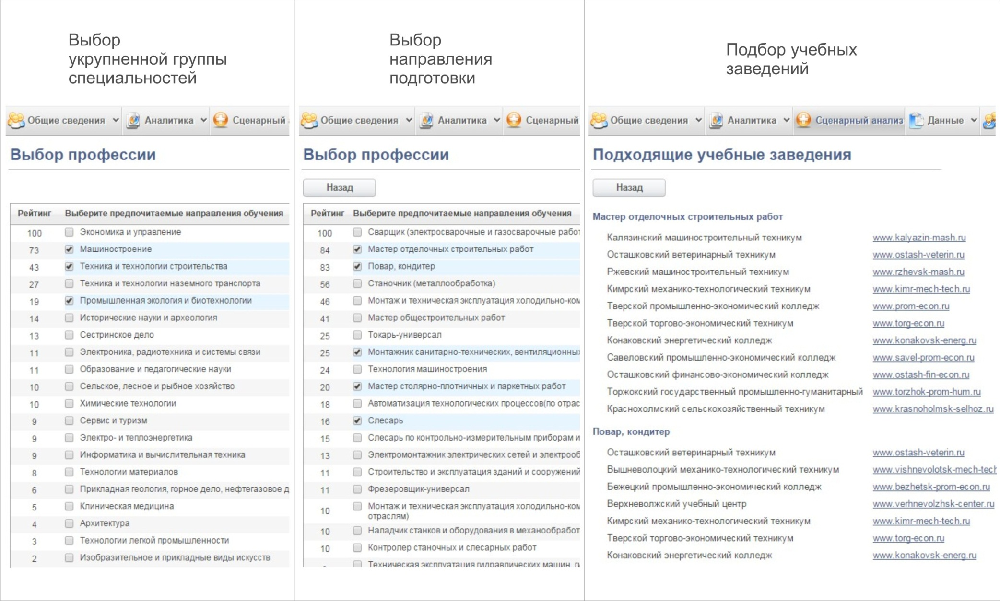 Выбор
укрупненной группы
специальностей
Общие сведения
Аналитика
Сценарный
Выбор профессии
Рейтинг Выберите предпочитаемые направления обучения
100 Экономика и управление
73 Машиностроение
43 Техника и технологии строительства
27 Техника и технологии наземного транспорта
19 Промышленная экология и биотехнологии
14 Исторические науки и археология
13 Сестринское дело
11 Электроника, радиотехника и системы связи
11 Образование и педагогические науки
10 Сельское, лесное и рыбное хозяйство
10 Химические технологии
9 Сервис и туризм
9 Электро- и теплоэнергетика
9 Информатика и вычислительная техника
8 Технологии материалов
6 Прикладная геология, горное дело, нефтегазовое д
5 Клиническая медицина
4 Архитектура
3 Технологии легкой промышленности
2 Изобразительное и прикладные виды искусств
Выбор
направления
подготовки
Общие сведения
Аналитика
Сценарный
Выбор профессии
Назад
Рейтинг Выберите предпочитаемые направления обучения
100 Сварщик (электросварочные и газосварочные работ
84 Мастер отделочных строительных работ
83 Повар, кондитер
56 Станочник (металлообработка)
46 Монтаж и техническая эксплуатация холодильно-ком
41 Мастер общестроительных работ
25 Токарь-универсал
25 Монтажник санитарно-технических, вентиляционны
24 Технология машиностроения
20 Мастер столярно-плотничных и паркетных работ
18 Автоматизация технологических процессов(по отрас
16 Слесарь
15 Слесарь по контрольно-измерительным приборам и
13 Электромонтажник электрических сетей и электрооб
11 Строительство и эксплуатация зданий и сооружений
11 Фрезеровщик-универсал
10 Монтаж и техническая эксплуатация холодильно-ком
отраслям)
10 Наладчик станков и оборудования в механообработ
10 Контролер станочных и слесарных работ
Техническая эксплуатация гидравлических машин, ги
Подбор учебных
заведений
Общие сведения
Аналитика
Сценарный анализ
Данные
Подходящие учебные заведения
Назад
Мастер отделочных строительных работ
Калязинский машиностроительный техникум www.kalyazin-mash.ru
Осташковский ветеринарный техникум www.ostash-veterin.ru
Ржевский машиностроительный техникум www.rzhevsk-mash.ru
Кимрский механико-технологический техникум www.kimr-mech-tech.ru
Тверской промышленно-экономический колледж www.prom-econ.ru
Тверской торгово-экономический техникум www.torg-econ.ru
Конаковский энергетический колледж www.konakovsk-energ.ru
Савеловский промышленно-экономический колледж www.savel-prom-econ.ru
Осташковский финансово-экономический колледж www.ostash-fin-econ.ru
Торжокский государственный промышленно-гуманитарный www.torzhok-prom-hum.ru
Краснохолмский сельскохозяйственный техникум www.krasnoholmsk-selhoz.ru
Повар, кондитер
Осташковский ветеринарный техникум www.ostash-veterin.ru
Вышневолоцкий механико-технологический техникум www.vishnevolotsk-mech-tech
Бежецкий промышленно-экономический колледж www.bezhetsk-prom-econ.ru
Верхневолжский учебный центр www.verhnevolzhsk-center.ru
Кимрский механико-технологический техникум www.kimr-mech-tech.ru
Тверской торгово-экономический техникум www.torg-econ.ru
Конаковский энергетический колледж www.konakovsk-energ.ru